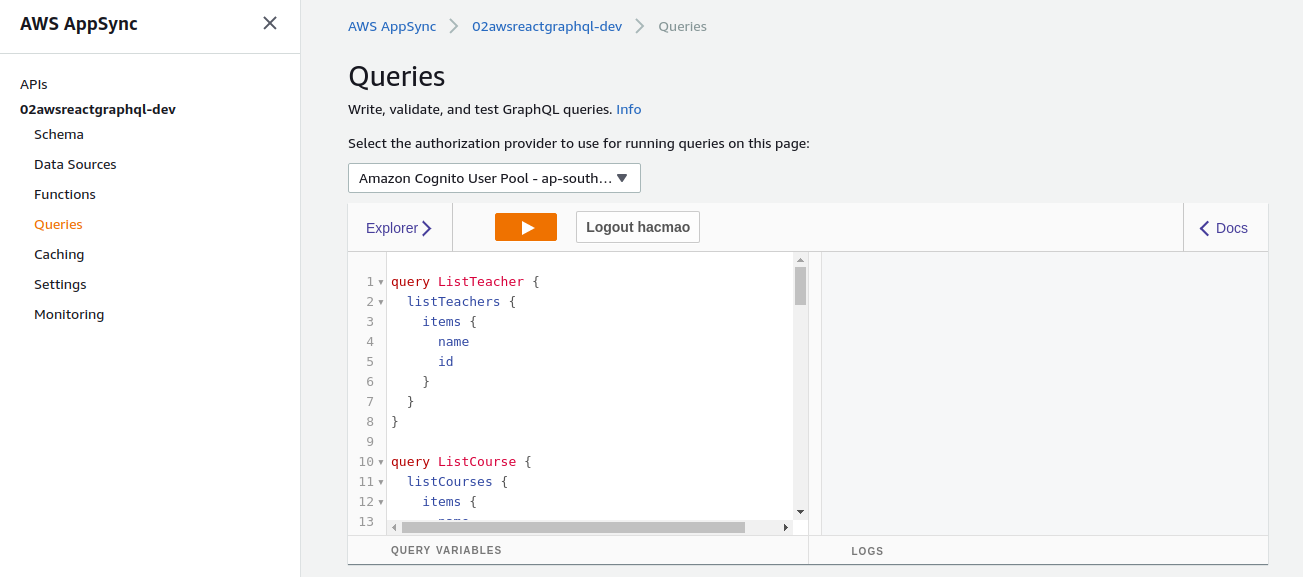 AWS AppSync
APIs
02awsreactgraphql-dev
Schema
Data Sources
Functions
Queries
Caching
Settings
Monitoring
AWS AppSync
02awsreactgraphql-dev
Queries
Queries
Write, validate, and test GraphQL queries. Info
Select the authorization provider to use for running queries on this page:
Amazon Cognito User Pool - ap-south...
Explorer
Logout hacmao
Docs
1 query ListTeacher {
2 listTeachers {
3 items {
4 name
5 id
6 }
7 }
8 }
9
10 query ListCourse {
11 listCourses {
12 items {
13
QUERY VARIABLES
LOGS